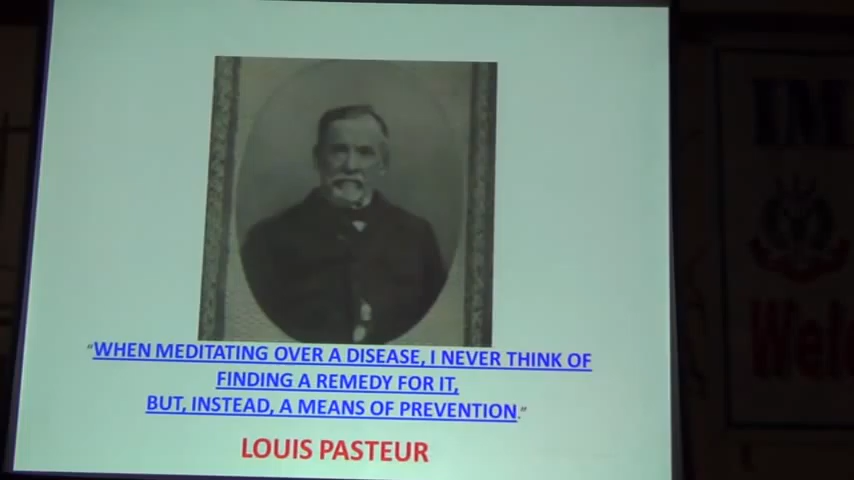 “WHEN MEDITATING OVER A DISEASE, I NEVER THINK OF
FINDING A REMEDY FOR IT,
BUT, INSTEAD, A MEANS OF PREVENTION.”
LOUIS PASTEUR